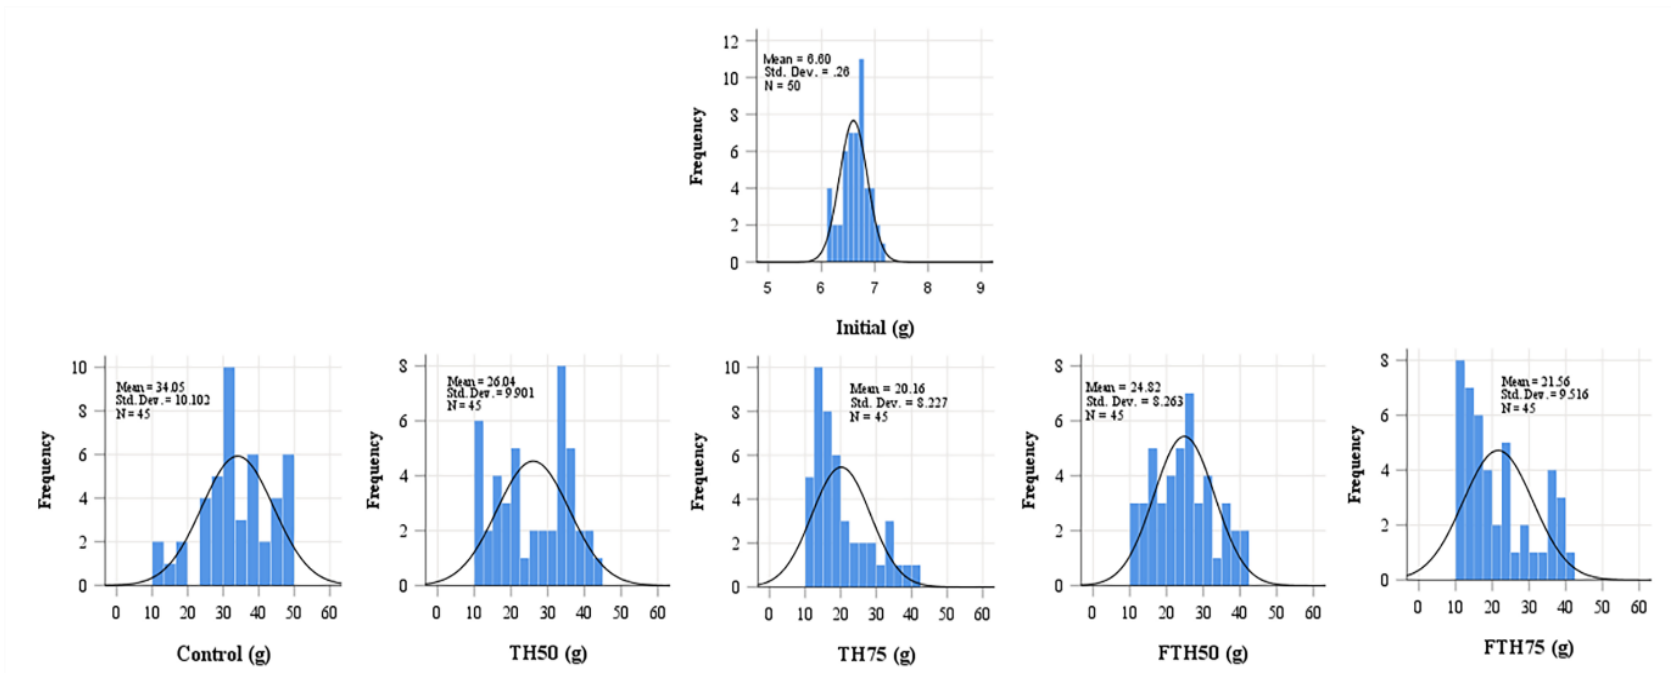 12
10
8
6
4
2
0
Frequency
Mean = 6.60
Std. Dev. = .26
N = 50
5 6 7 8 9
Initial (g)
10
8
6
4
2
0
Frequency
Mean = 34.05
Std. Dev. = 10.102
N = 45
0 10 20 30 40 50 60
Control (g)
8
6
4
2
0
Frequency
Mean = 26.04
Std. Dev. = 9.901
N = 45
0 10 20 30 40 50 60
TH50 (g)
10
8
6
4
2
0
Frequency
Mean = 20.16
Std. Dev. = 8.227
N = 45
0 10 20 30 40 50 60
TH75 (g)
8
6
4
2
0
Frequency
Mean = 24.82
Std. Dev. = 8.263
N = 45
0 10 20 30 40 50 60
FTH50 (g)
8
6
4
2
0
Frequency
Mean = 21.56
Std. Dev. = 9.516
N = 45
0 10 20 30 40 50 60
FTH75 (g)